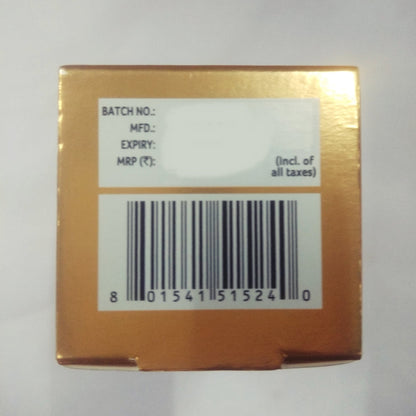 BATCH NO.:
MFD.:
EXPIRY:
MRP (₹):
(Incl. of
all taxes)
8 01541 51524 0